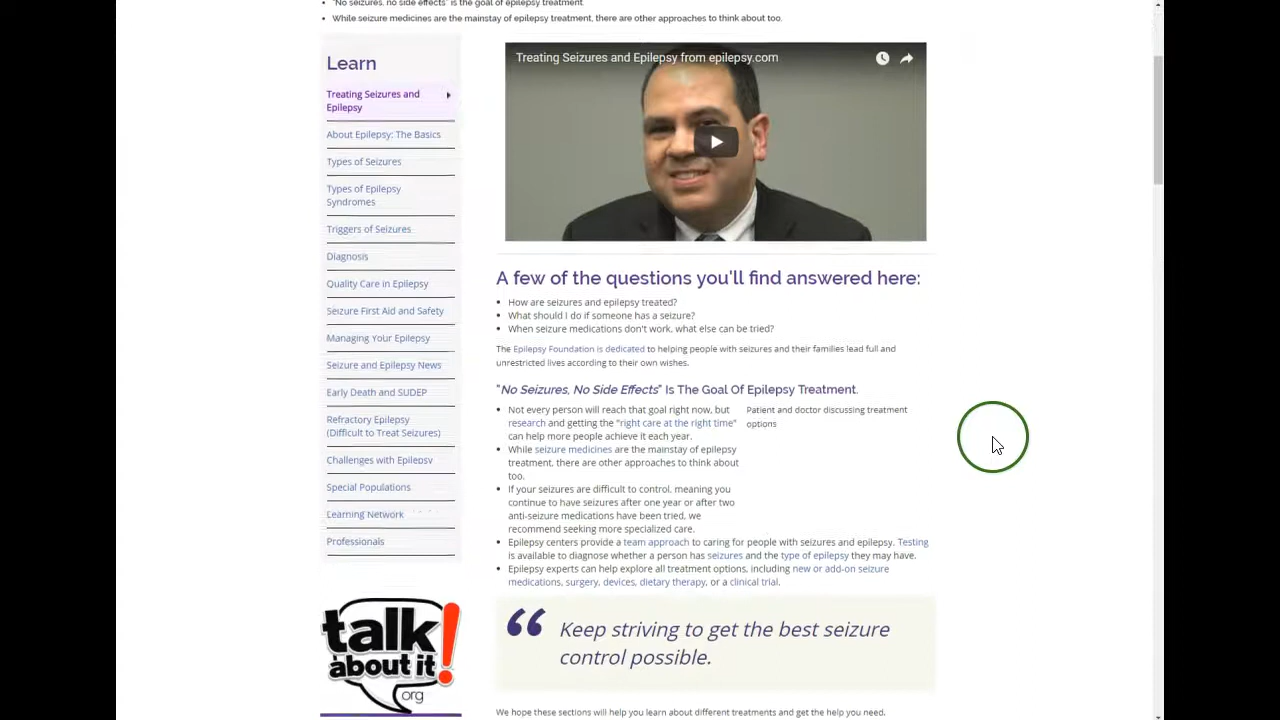 "No seizures, no side effects" is the goal of epilepsy treatment.
While seizure medicines are the mainstay of epilepsy treatment, there are other approaches to think about too.
Learn
Treating Seizures and
Epilepsy
About Epilepsy: The Basics
Types of Seizures
Types of Epilepsy
Syndromes
Triggers of Seizures
Diagnosis
Quality Care in Epilepsy
Seizure First Aid and Safety
Managing Your Epilepsy
Seizure and Epilepsy News
Early Death and SUDEP
Refractory Epilepsy
(Difficult to Treat Seizures)
Challenges with Epilepsy
Special Populations
Learning Network
Professionals
talk
about it!
.org
Treating Seizures and Epilepsy from epilepsy.com
A few of the questions you'll find answered here:
How are seizures and epilepsy treated?
What should I do if someone has a seizure?
When seizure medications don't work, what else can be tried?
The Epilepsy Foundation is dedicated to helping people with seizures and their families lead full and
unrestricted lives according to their own wishes.
"No Seizures, No Side Effects" Is The Goal Of Epilepsy Treatment.
Not every person will reach that goal right now, but
research and getting the "right care at the right time"
can help more people achieve it each year.
While seizure medicines are the mainstay of epilepsy
treatment, there are other approaches to think about
too.
If your seizures are difficult to control, meaning you
continue to have seizures after one year or after two
anti-seizure medications have been tried, we
recommend seeking more specialized care.
Patient and doctor discussing treatment
options
Epilepsy centers provide a team approach to caring for people with seizures and epilepsy. Testing
is available to diagnose whether a person has seizures and the type of epilepsy they may have.
Epilepsy experts can help explore all treatment options, including new or add-on seizure
medications, surgery, devices, dietary therapy, or a clinical trial.
“ Keep striving to get the best seizure
control possible.
We hope these sections will help you learn about different treatments and get the help you need.